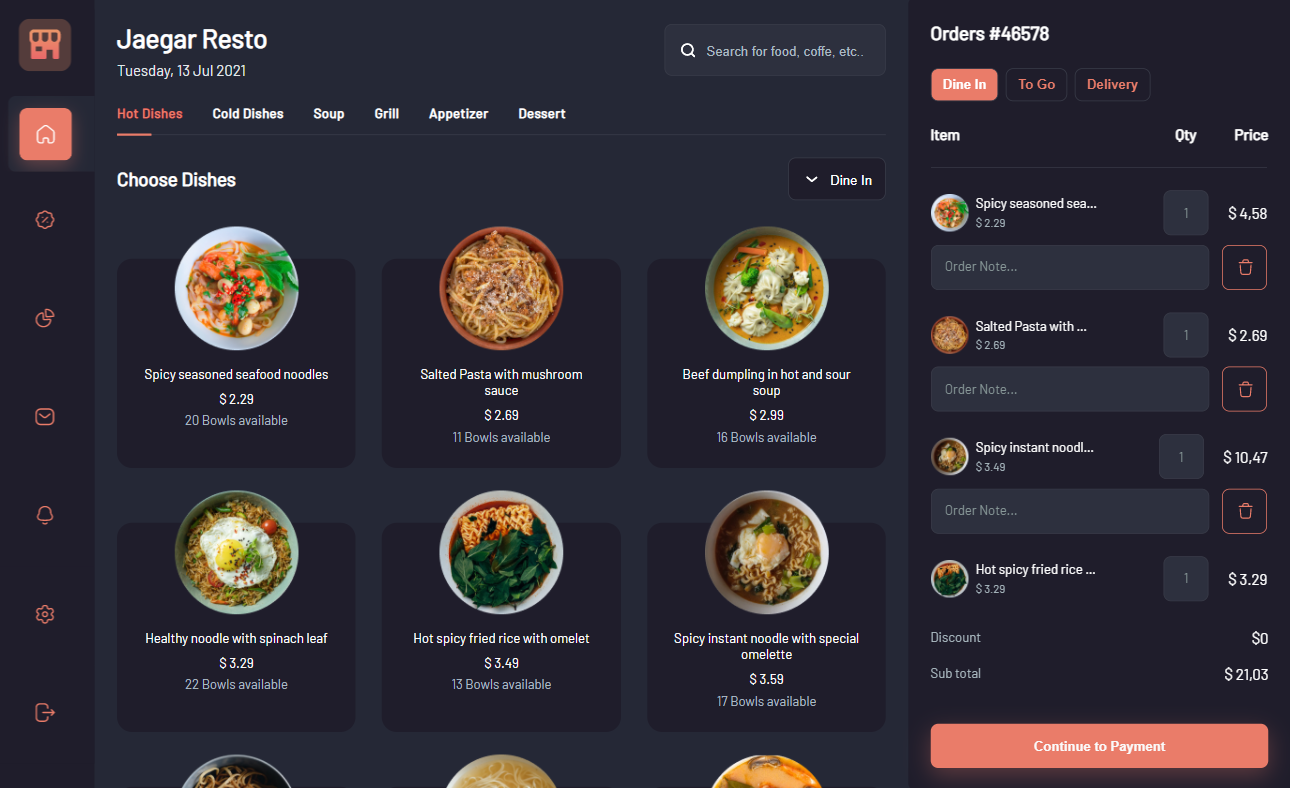 Jaegar Resto
Tuesday, 13 Jul 2021
Search for food, coffe, etc..
Hot Dishes
Cold Dishes
Soup
Grill
Appetizer
Dessert
Choose Dishes
Dine In
Spicy seasoned seafood noodles
$ 2.29
20 Bowls available
Salted Pasta with mushroom
sauce
$ 2.69
11 Bowls available
Beef dumpling in hot and sour
soup
$ 2.99
16 Bowls available
Healthy noodle with spinach leaf
$ 3.29
22 Bowls available
Hot spicy fried rice with omelet
$ 3.49
13 Bowls available
Spicy instant noodle with special
omelette
$ 3.59
17 Bowls available
Orders #46578
Dine In
To Go
Delivery
Item
Qty
Price
Spicy seasoned sea...
$ 2.29
1
$ 4,58
Order Note...
Salted Pasta with ...
$ 2.69
1
$ 2.69
Order Note...
Spicy instant noodl...
$ 3.49
1
$ 10,47
Order Note...
Hot spicy fried rice ...
$ 3.29
1
$ 3.29
Discount
$0
Sub total
$ 21,03
Continue to Payment